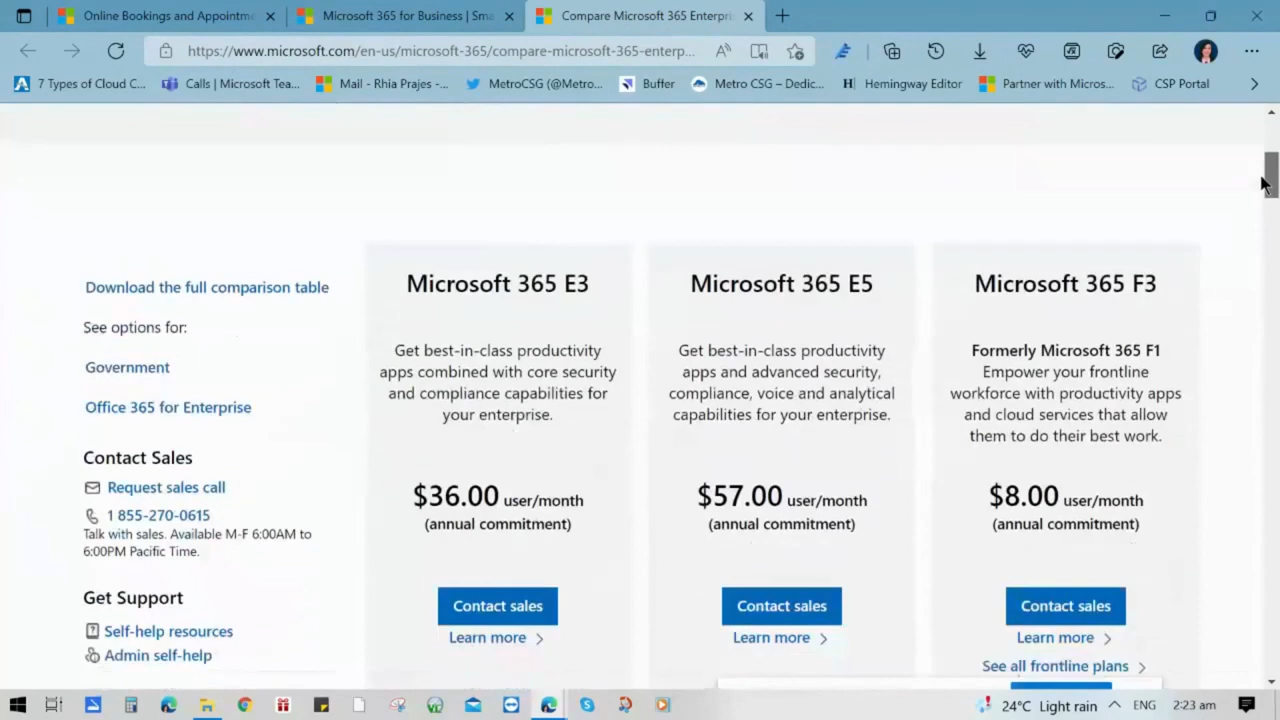 Online Bookings and Appointme
Microsoft 365 for Business | Sma
Compare Microsoft 365 Enterpri
https://www.microsoft.com/en-us/microsoft-365/compare-microsoft-365-enterp...
7 Types of Cloud C...
Calls | Microsoft Tea...
Mail - Rhia Prajes -...
MetroCSG (@Metro...
Buffer
Metro CSG – Dedic...
Hemingway Editor
Partner with Micros...
CSP Portal
Download the full comparison table
See options for:
Government
Office 365 for Enterprise
Contact Sales
Request sales call
1 855-270-0615
Talk with sales. Available M-F 6:00AM to
6:00PM Pacific Time.
Get Support
Self-help resources
Admin self-help
Microsoft 365 E3
Get best-in-class productivity
apps combined with core security
and compliance capabilities for
your enterprise.
$36.00 user/month
(annual commitment)
Contact sales
Learn more
Microsoft 365 E5
Get best-in-class productivity
apps and advanced security,
compliance, voice and analytical
capabilities for your enterprise.
$57.00 user/month
(annual commitment)
Contact sales
Learn more
Microsoft 365 F3
Formerly Microsoft 365 F1
Empower your frontline
workforce with productivity apps
and cloud services that allow
them to do their best work.
$8.00 user/month
(annual commitment)
Contact sales
Learn more
See all frontline plans
24°C Light rain
ENG
2:23 am